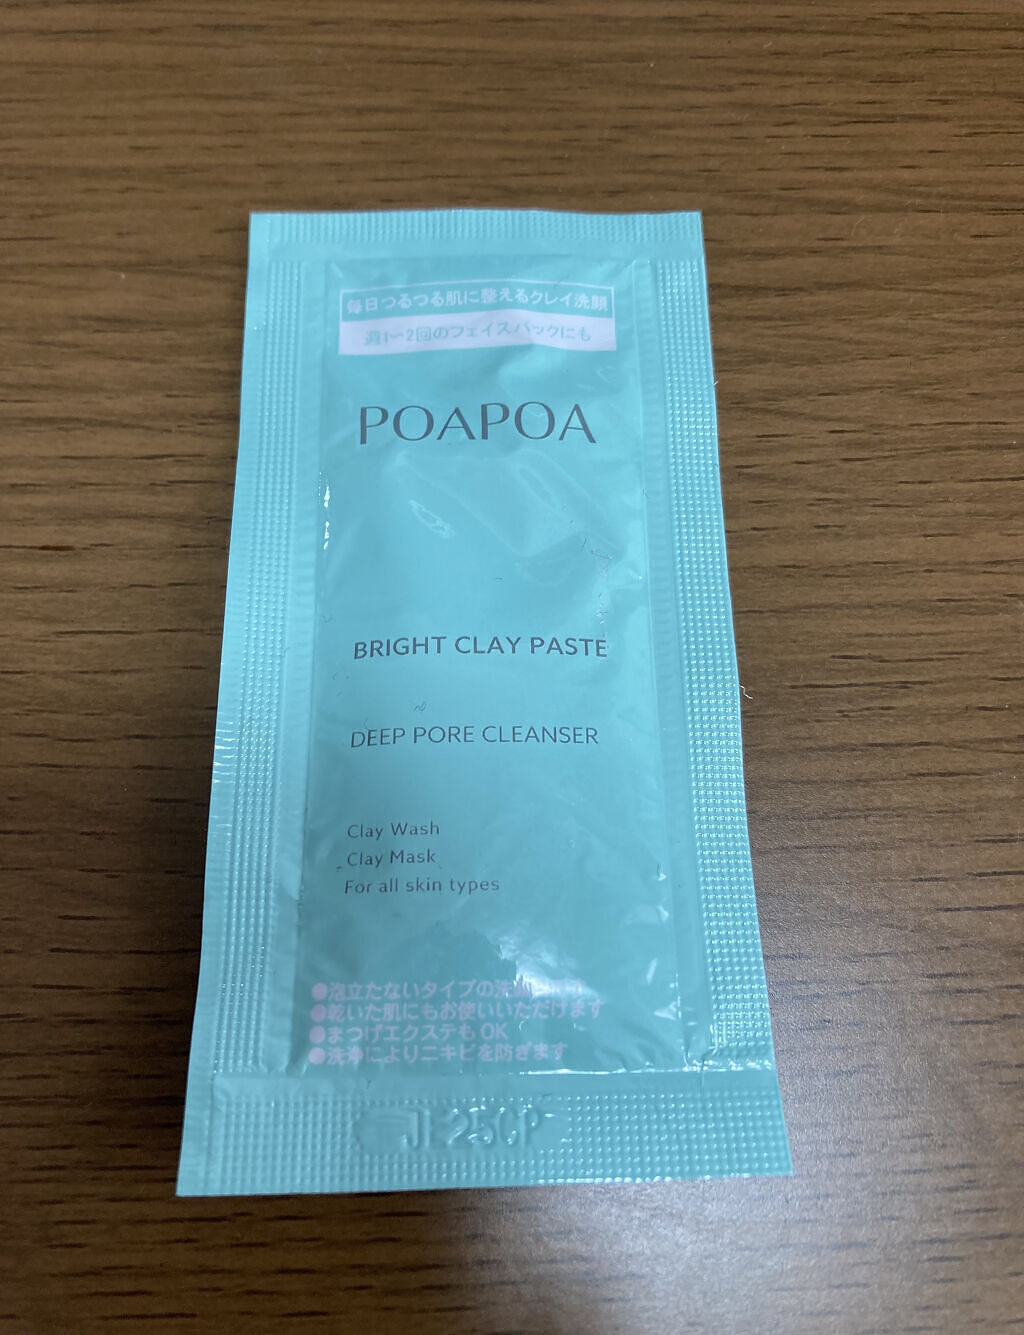 毎日つるつる肌に整えるクレイ洗顔
週1〜2回のフェイスパックにも
POAPOA
BRIGHT CLAY PASTE
DEEP PORE CLEANSER
Clay Wash
Clay Mask
For all skin types
●泡立たないタイプの洗
●乾いた肌にもお使いいただけます
●まつげエクステもOK
●洗浄によりニキビを防ぎます
25CP